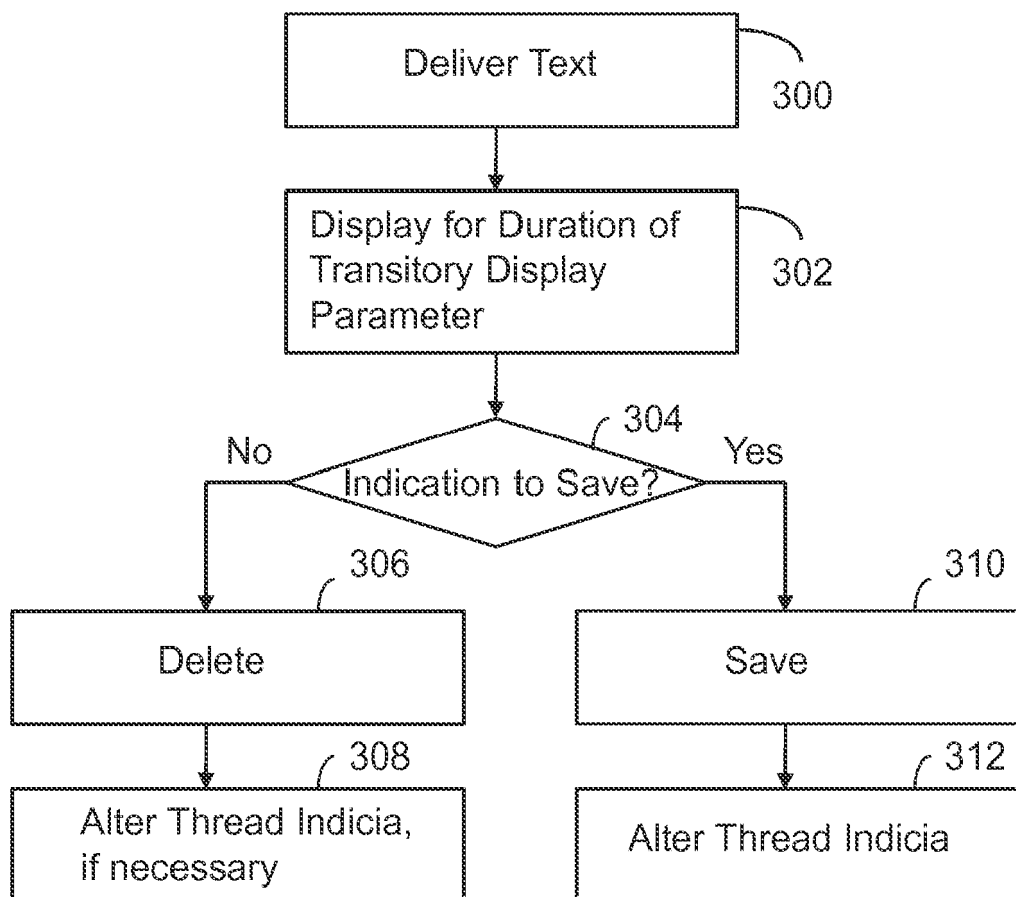 Deliver Text
300
Display for Duration of
Transitory Display
Parameter
302
304
No
Yes
Indication to Save?
306
310
Delete
Save
308
312
Alter Thread Indicia,
if necessary
Alter Thread Indicia